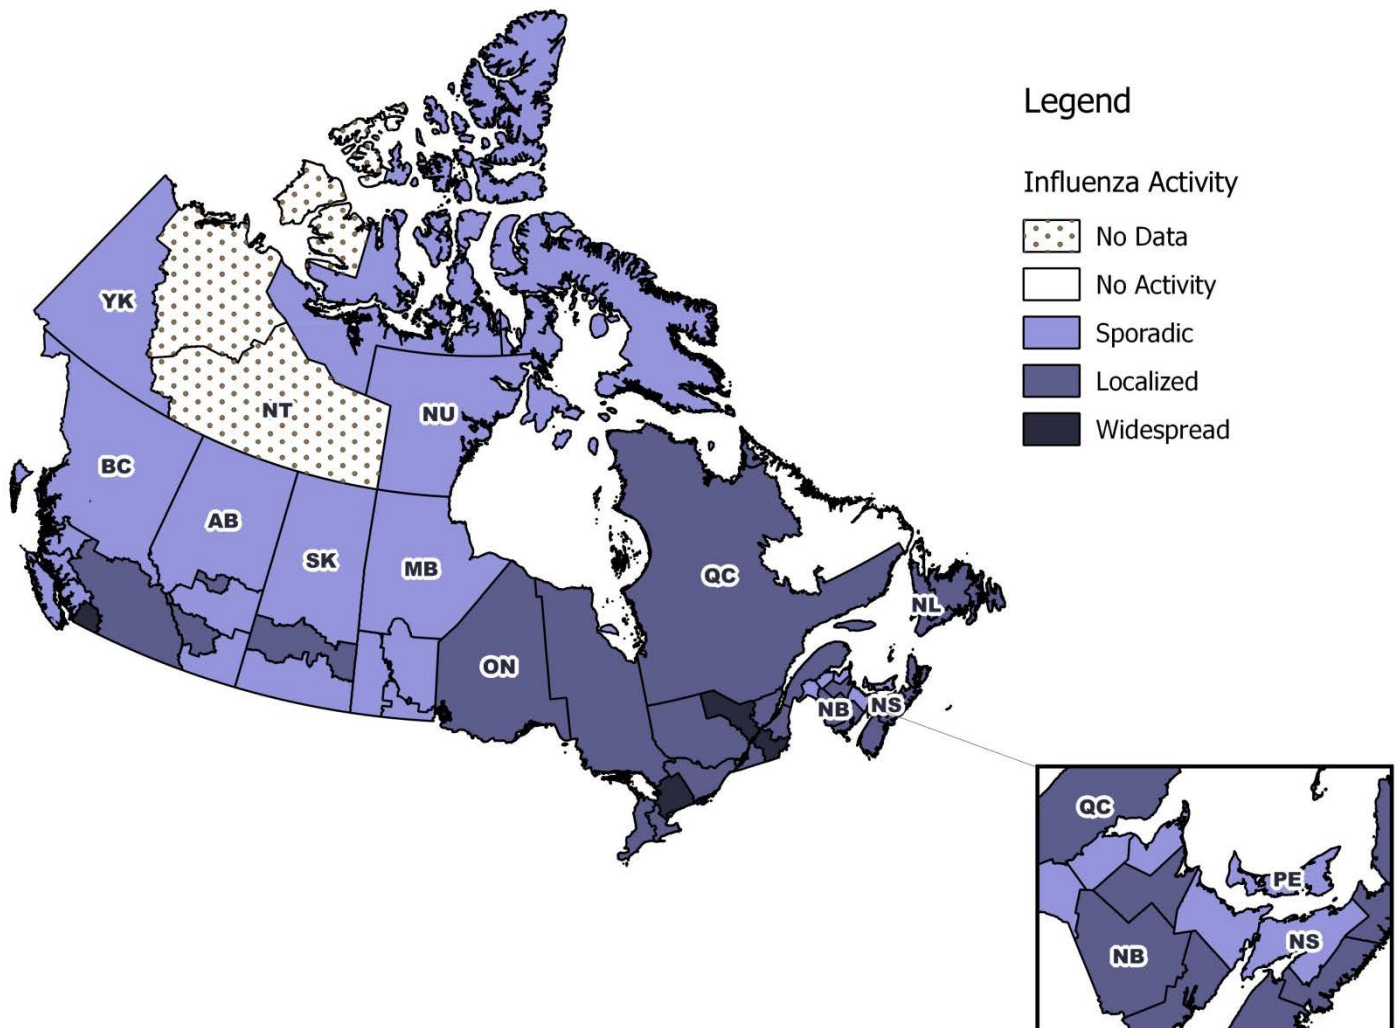 Legend
Influenza Activity
No Data
No Activity
Sporadic
Localized
Widespread
YK
NT
NU
BC
AB
SK
MB
QC
NL
ON
NB
NS
QC
PE
NS
NB